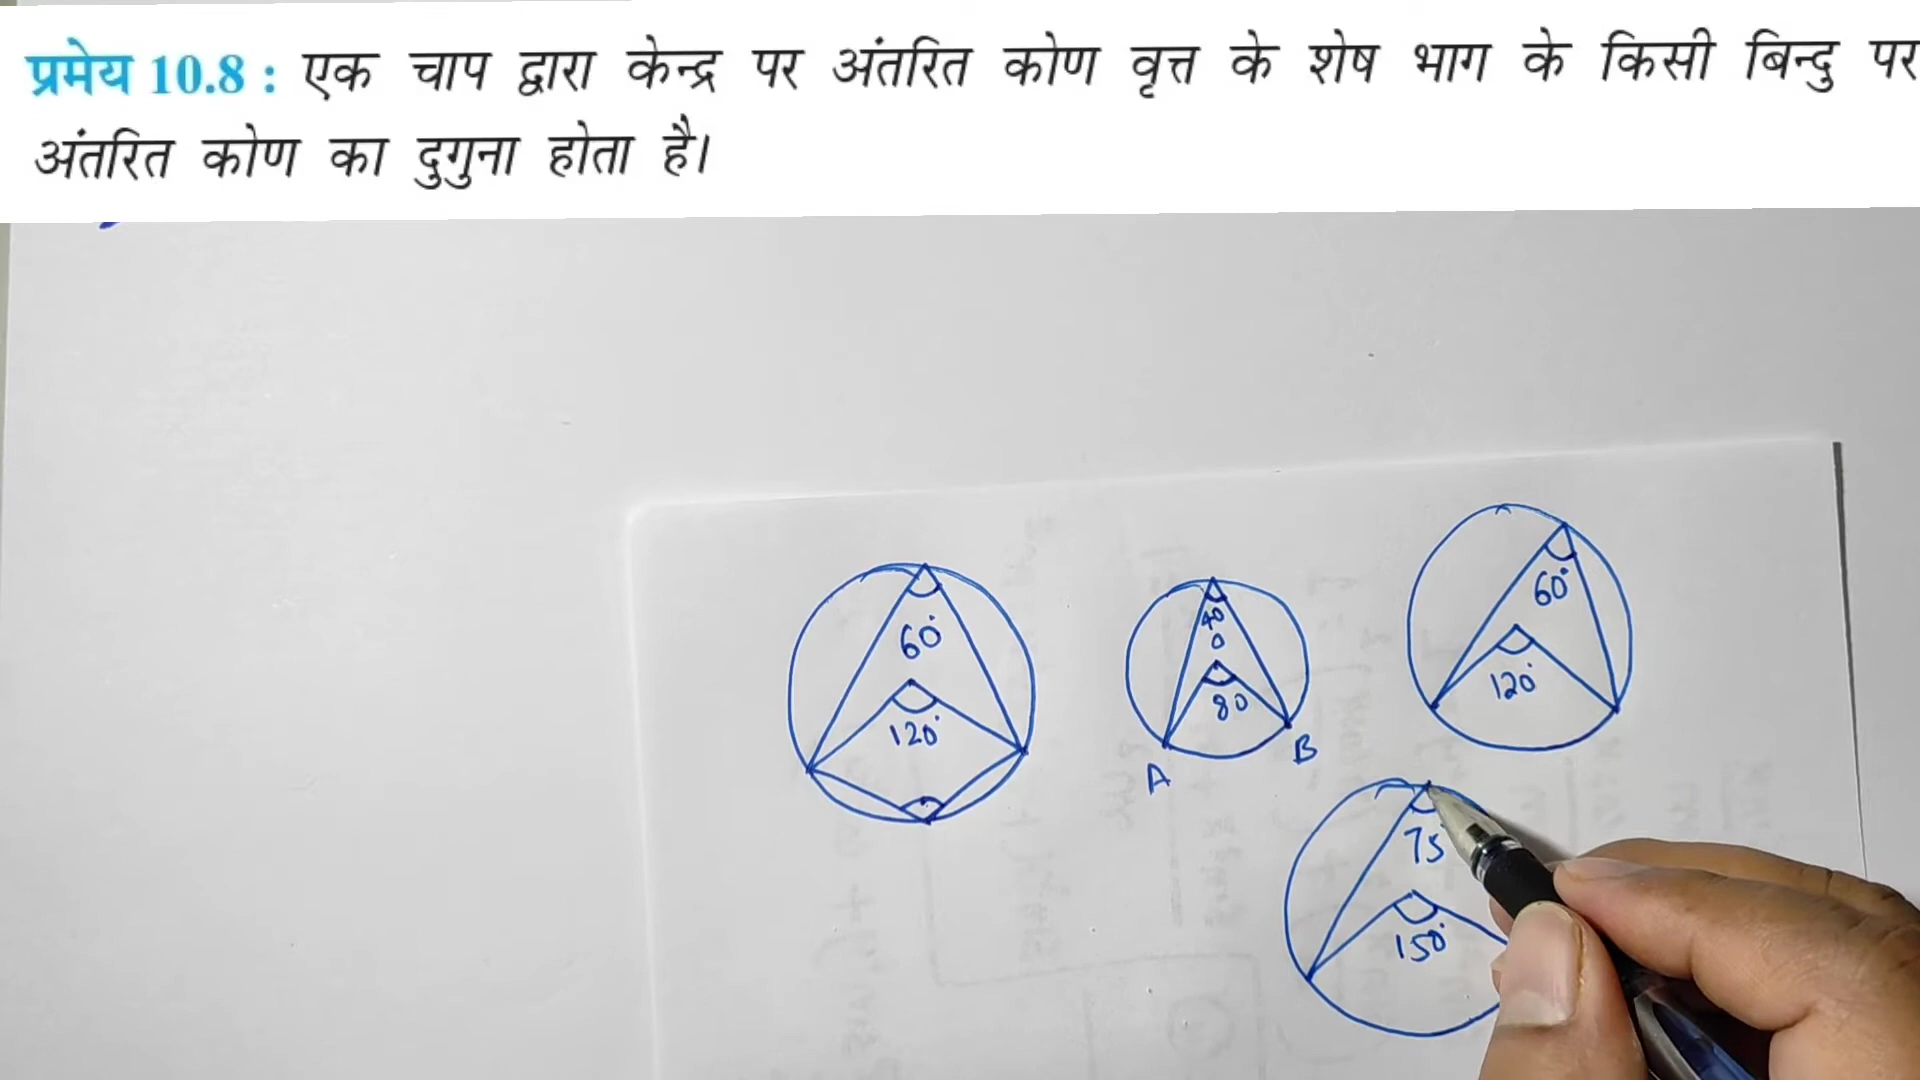 प्रमेय 10.8 : एक चाप द्वारा केन्द्र पर अंतरित कोण वृत्त के शेष भाग के किसी बिन्दु पर
अंतरित कोण का दुगुना होता है।
60°
120°
40
0
80
A
B
60°
120°
75
150°